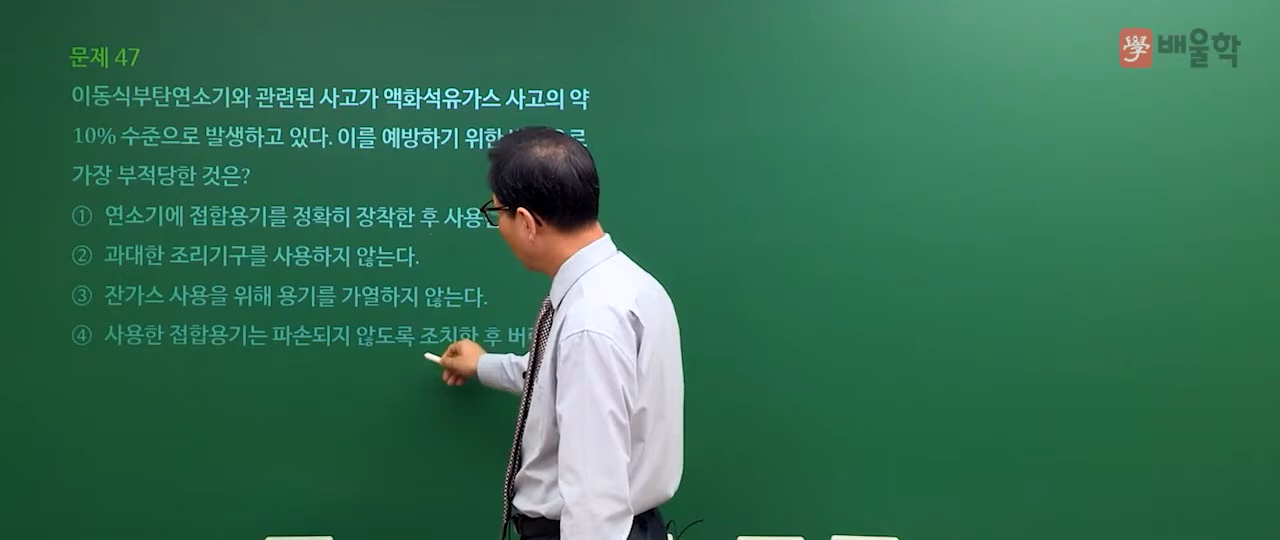 學 배울학
문제 47
이동식부탄연소기와 관련된 사고가 액화석유가스 사고의 약
10% 수준으로 발생하고 있다. 이를 예방하기 위한
가장 부적당한 것은?
① 연소기에 접합용기를 정확히 장착한 후
② 과대한 조리기구를 사용하지 않는다.
③ 잔가스 사용을 위해 용기를 가열하지 않는다.
④ 사용한 접합용기는 파손되지 않도록 조치한 후